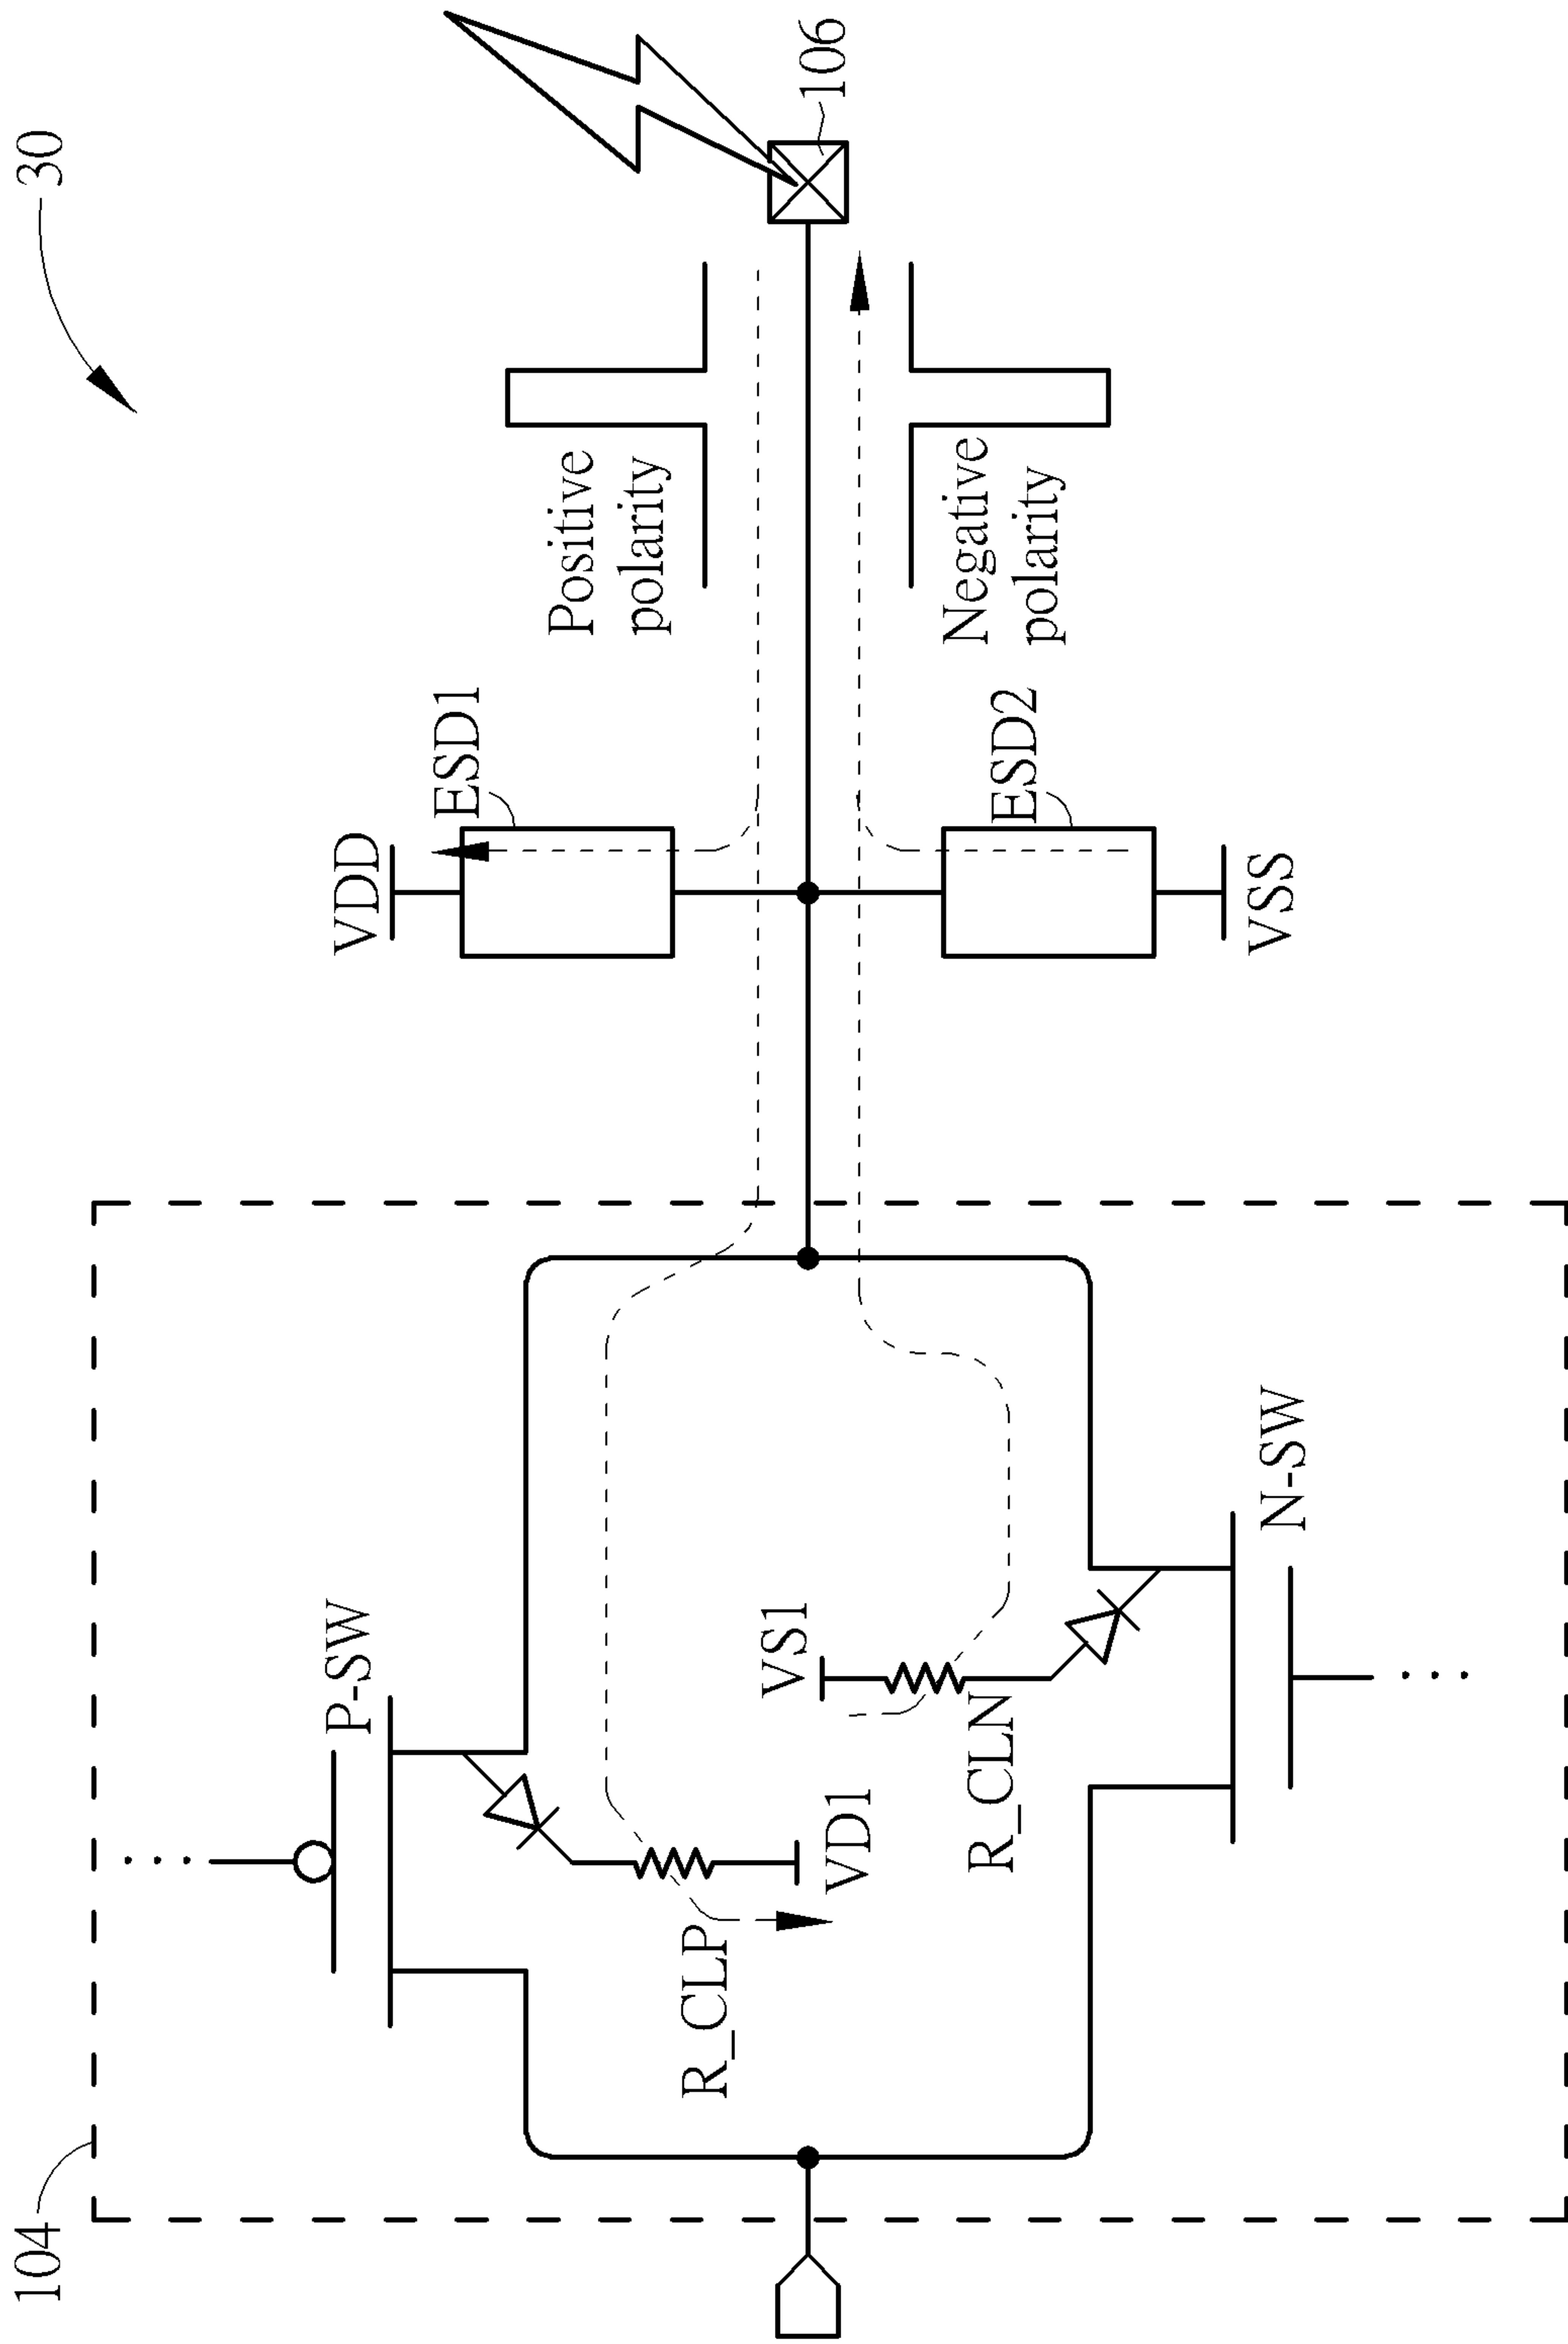 30
104
P-SW
R_CLP
VD1
VS1
R_CLN
N-SW
VDD
ESD1
ESD2
VSS
Positive
polarity
Negative
polarity
106